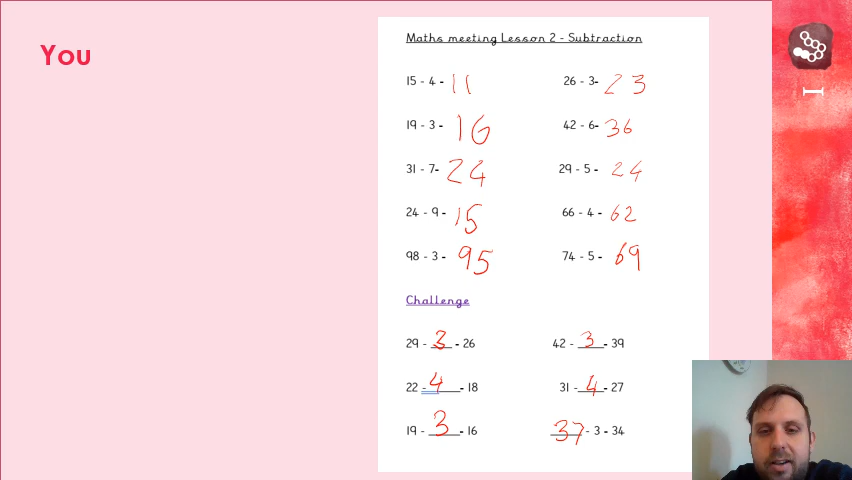 You
Maths meeting Lesson 2 - Subtraction
15 - 4 - 11
26 - 3- 23
19 - 3 - 16
42 - 6- 36
31 - 7- 24
29 - 5 - 24
24 - 9 - 15
66 - 4 - 62
98 - 3 - 95
74 - 5 - 69
Challenge
29 - 3 - 26
42 - 3 - 39
22 - 4 - 18
31 - 4 - 27
19 - 3 - 16
37 - 3 - 34